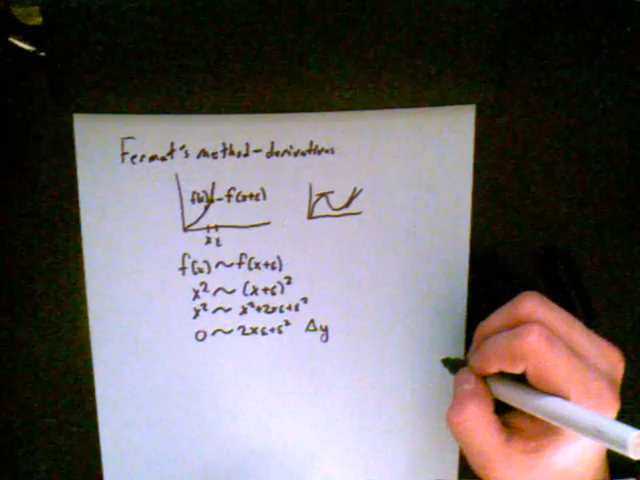 Fermat's method-derivatives
f(x) - f(x+ε)
x ε
f(x) ~ f(x+ε)
x² ~ (x+ε)²
x² ~ x²+2xε+ε²
0 ~ 2xε+ε² Δy